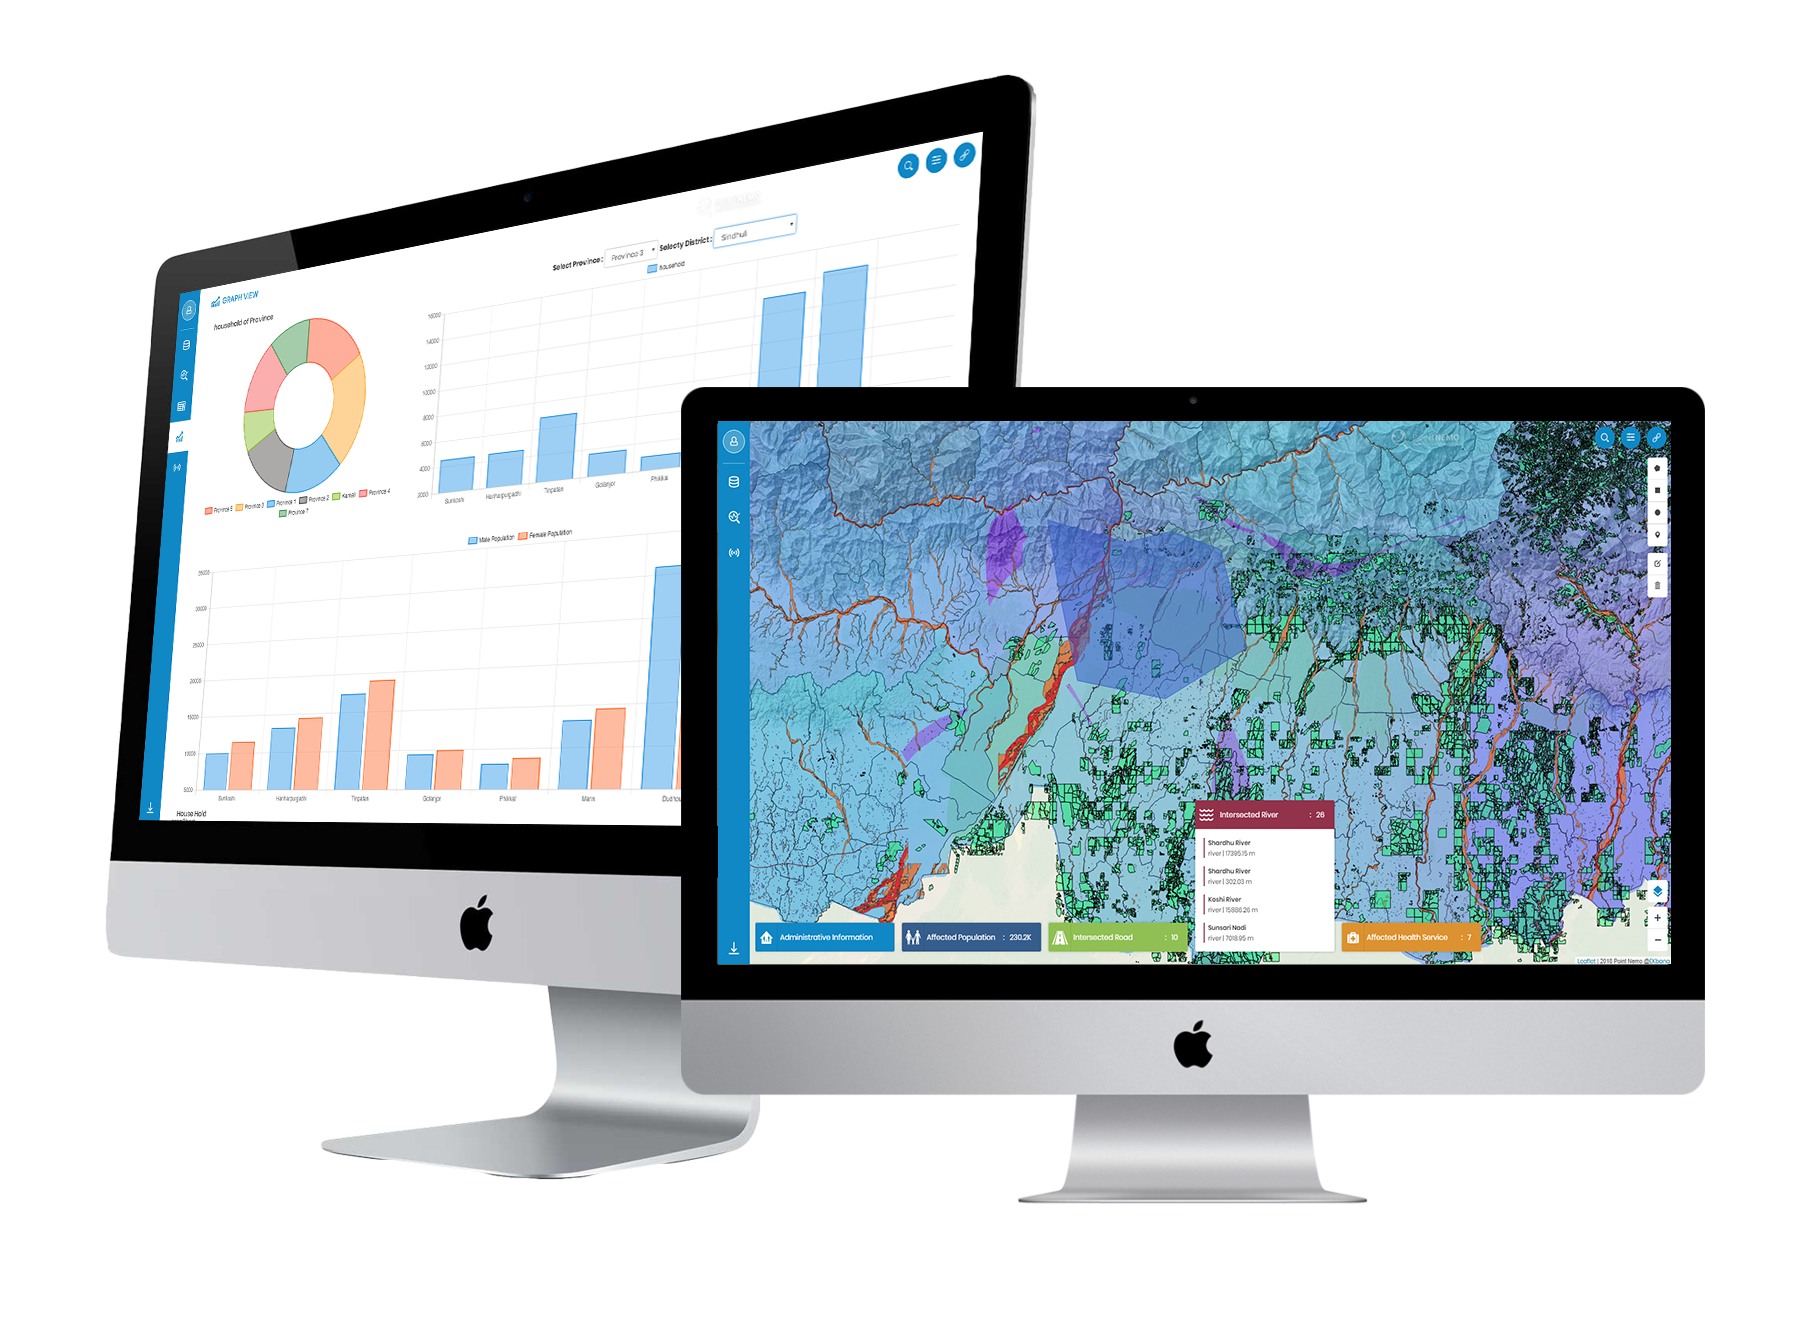 GRAPH VIEW
household of Province
Province 5 Province 3 Province 1 Province 2 Karnali Province 4
Province 7
Select Province : Province 3 Selecty District : Sindhuli
household
16000
14000
12000
10000
8000
6000
4000
2000
Sunkoshi Hariharpurgadhi Tinpatan Golanjor Phikkal
Male Population Female Population
35000
30000
25000
20000
15000
10000
5000
Sunkoshi Hariharpurgadhi Tinpatan Golanjor Phikkal Marin
House Hold
NEMO
Intersected River : 26
Shardhu River
river | 17395.15 m
Shardhu River
river | 302.03 m
Koshi River
river | 15886.26 m
Sunsari Nadi
river | 7018.95 m
Administrative Information
Affected Population : 230.2K
Intersected Road : 10
Affected Health Service : 7
+
−
Leaflet | 2016 Point Nemo @IXbang